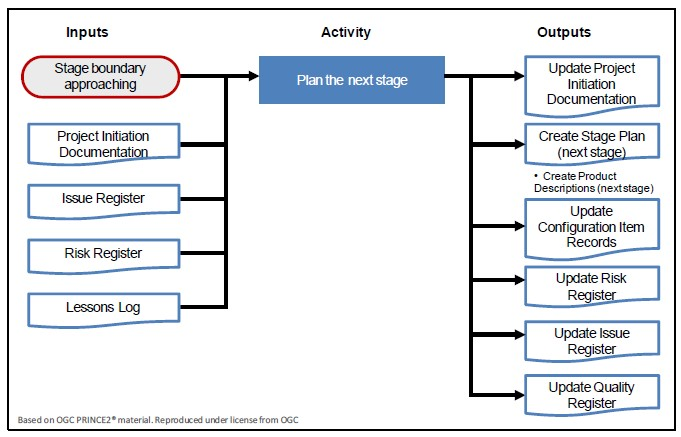 Inputs
Activity
Outputs
Stage boundary
approaching
Project Initiation
Documentation
Issue Register
Risk Register
Lessons Log
Plan the next stage
Update Project
Initiation
Documentation
Create Stage Plan
(next stage)
• Create Product
Descriptions (next stage)
Update
Configuration Item
Records
Update Risk
Register
Update Issue
Register
Update Quality
Register
Based on OGC PRINCE2® material. Reproduced under license from OGC